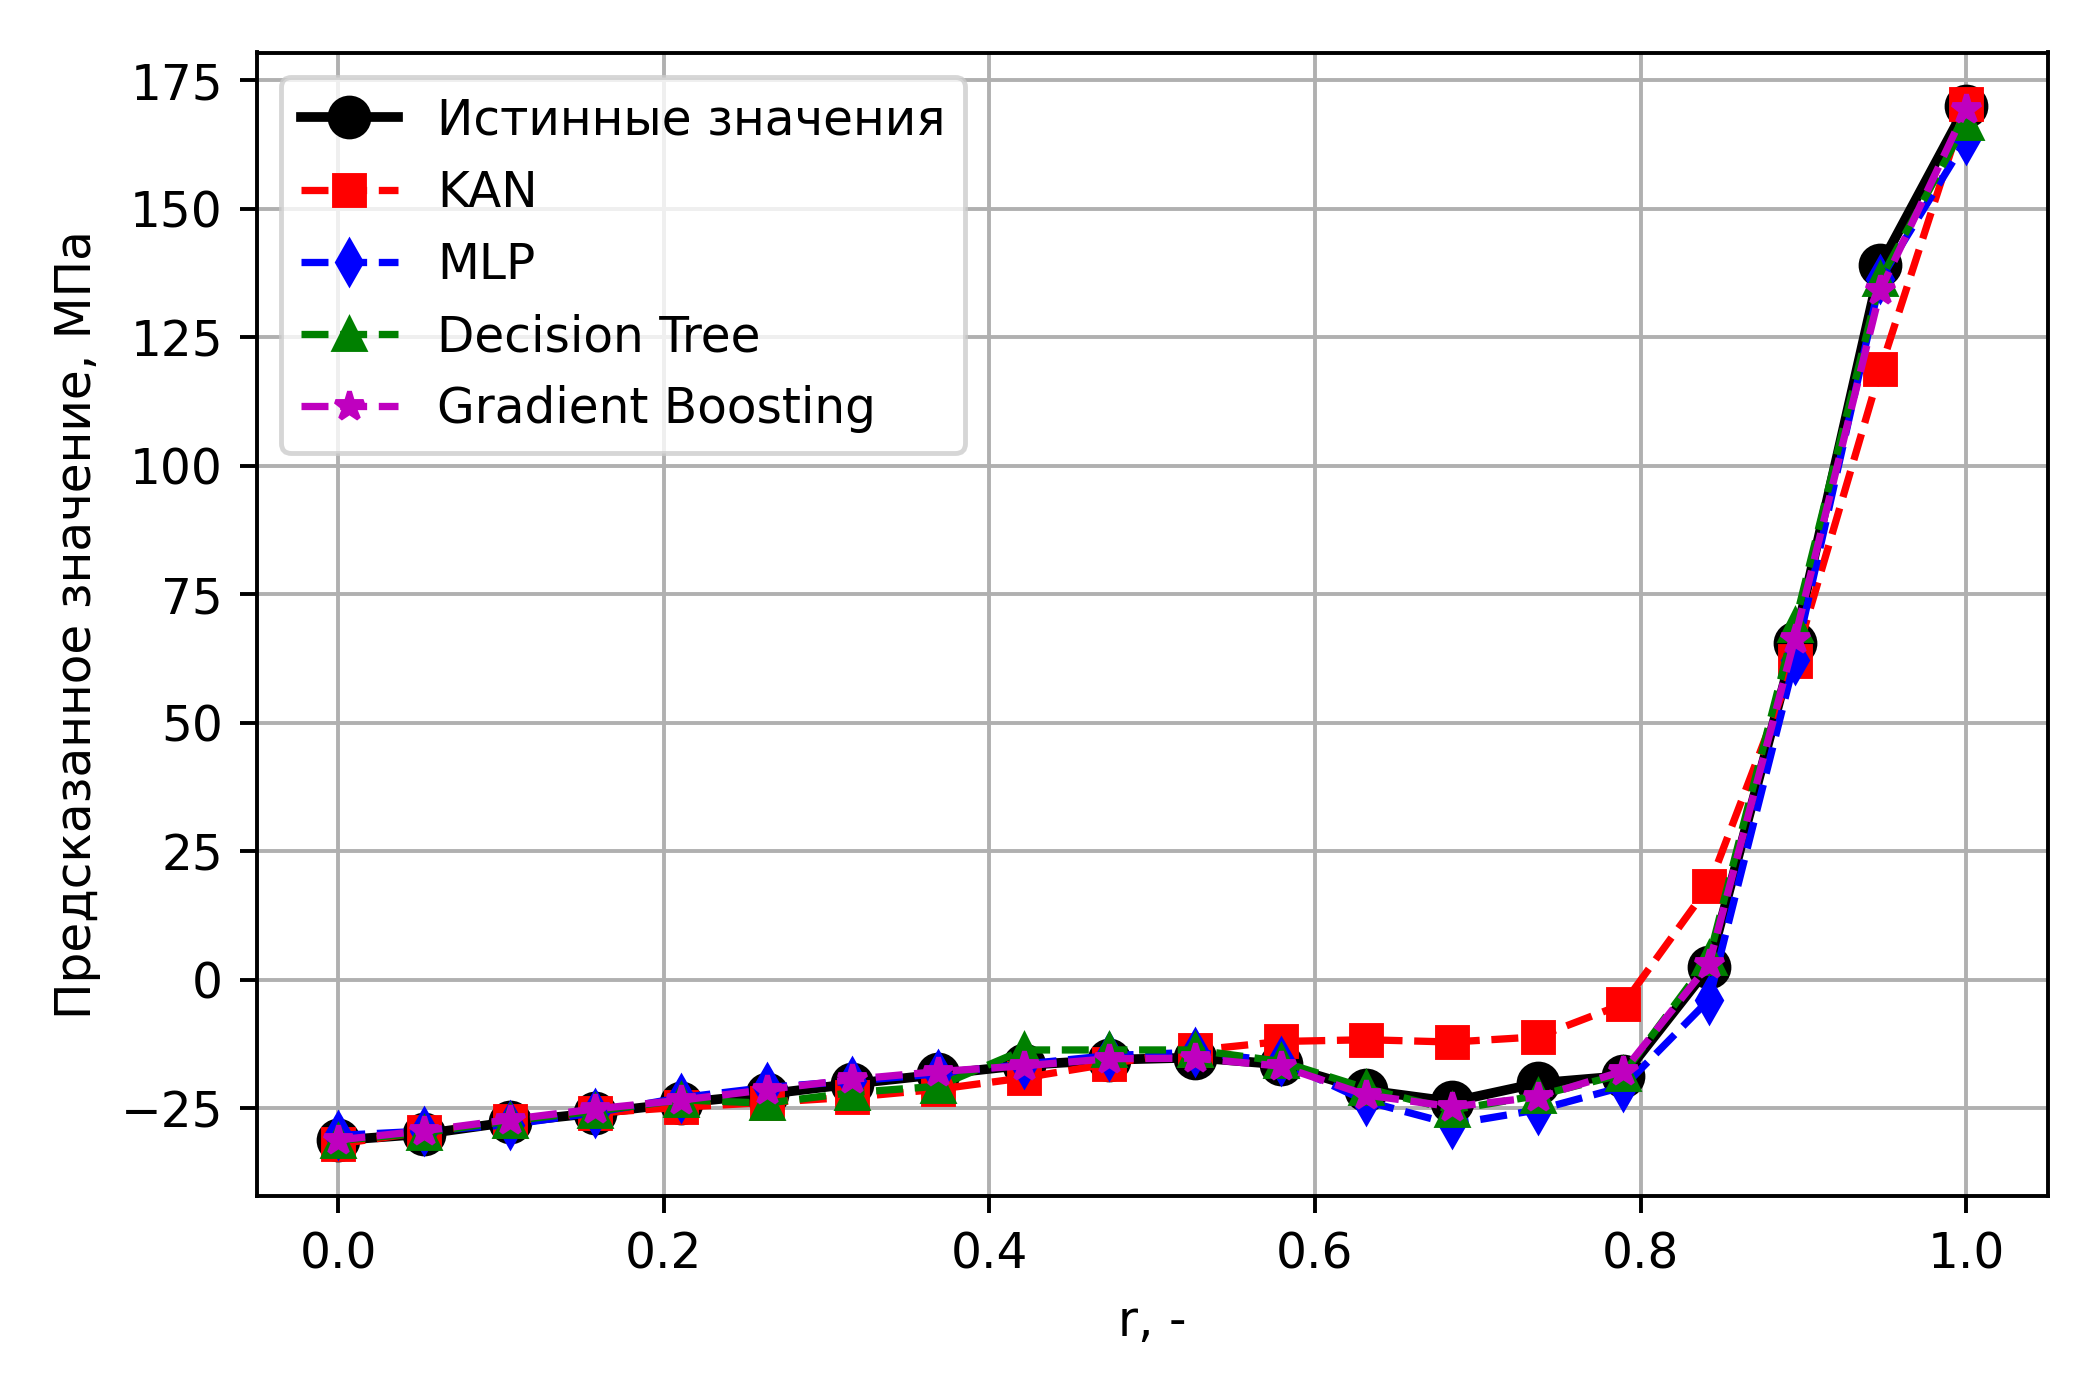 Предсказанное значение, МПа
175
150
125
100
75
50
25
0
−25
Истинные значения
KAN
MLP
Decision Tree
Gradient Boosting
0.0 0.2 0.4 0.6 0.8 1.0
r, -